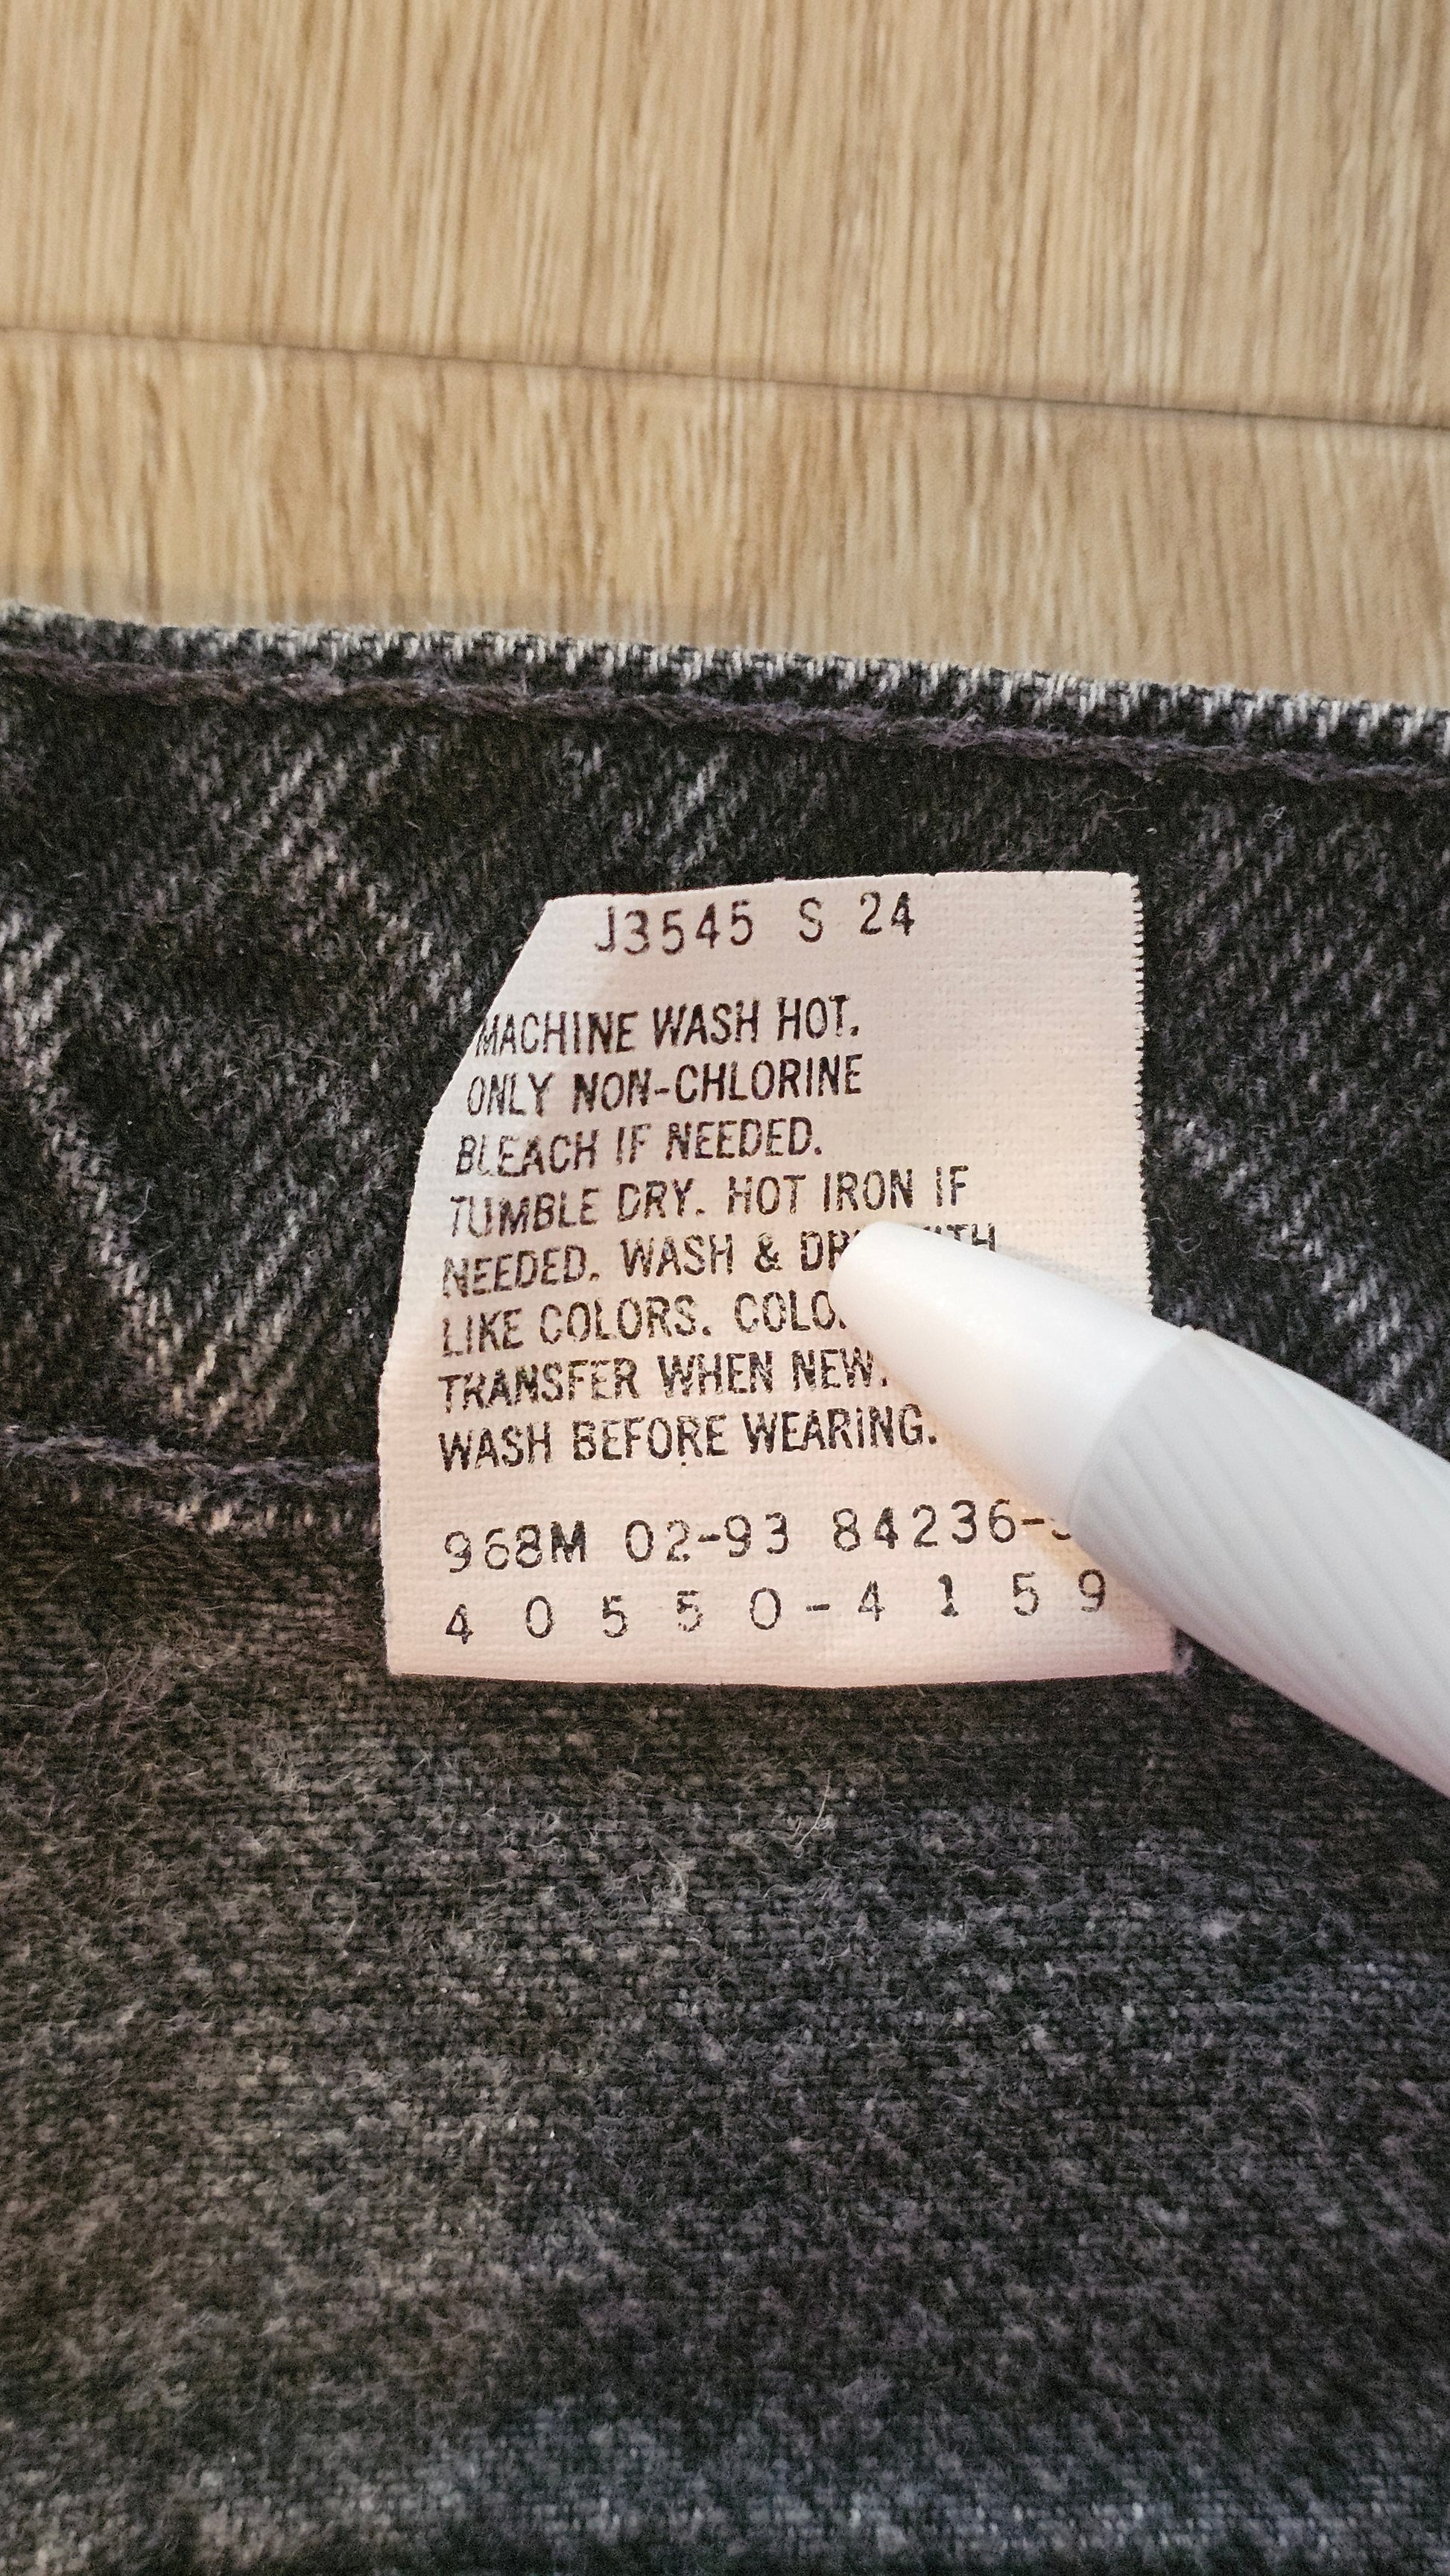 J3545 S 24
MACHINE WASH HOT.
ONLY NON-CHLORINE
BLEACH IF NEEDED.
TUMBLE DRY. HOT IRON IF
NEEDED. WASH &
LIKE COLORS.
TRANSFER WHEN NEW.
WASH BEFORE WEARING.
968M 02-93 84236-
4 0 5 5 0 - 4 1 5 9